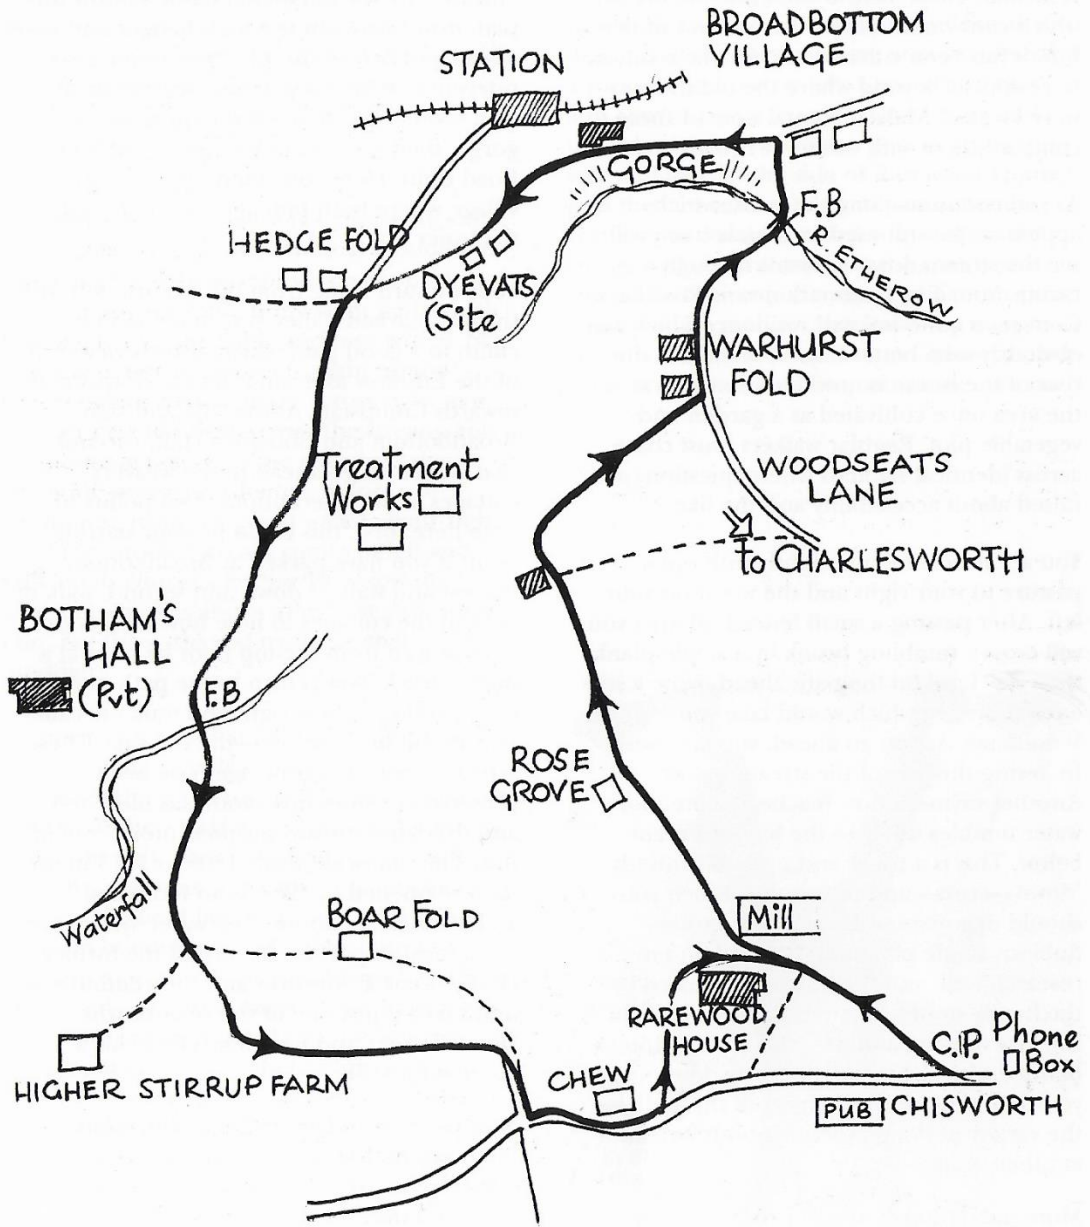 BROADBOTTOM
VILLAGE
STATION
GORGE
F.B
R. ETHEROW
HEDGE FOLD
DYEVATS
(Site
WARHURST
FOLD
WOODSEATS
LANE
Treatment
Works
to CHARLESWORTH
BOTHAM'S
HALL
(Pvt)
F.B
ROSE
GROVE
Waterfall
BOAR FOLD
Mill
RAREWOOD
HOUSE
C.P.
Phone
Box
HIGHER STIRRUP FARM
CHEW
PUB
CHISWORTH